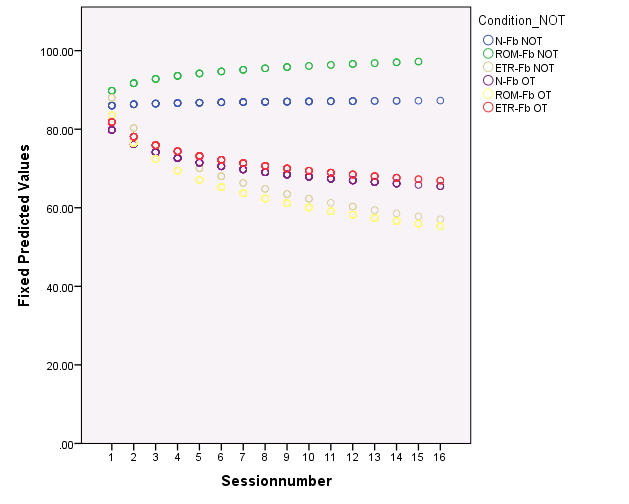 Condition_NOT
N-Fb NOT
ROM-Fb NOT
ETR-Fb NOT
N-Fb OT
ROM-Fb OT
ETR-Fb OT
Fixed Predicted Values
100.00
80.00
60.00
40.00
20.00
.00
1 2 3 4 5 6 7 8 9 10 11 12 13 14 15 16
Sessionnumber